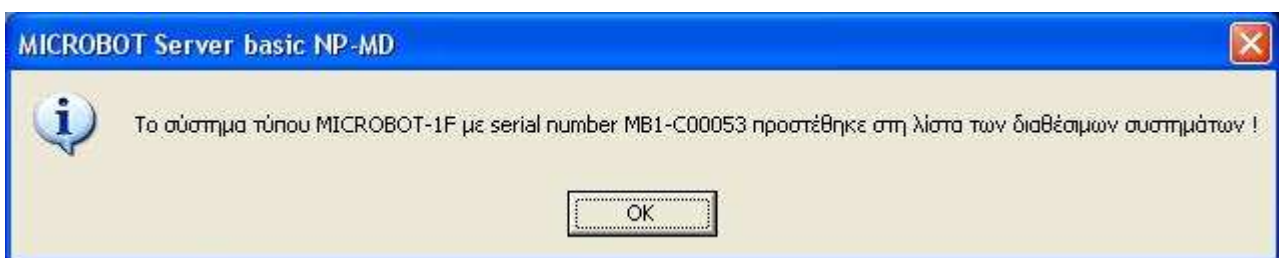 MICROBOT Server basic NP-MD
Το σύστημα τύπου MICROBOT-1F με serial number MB1-C00053 προστέθηκε στη λίστα των διαθέσιμων συστημάτων !
OK